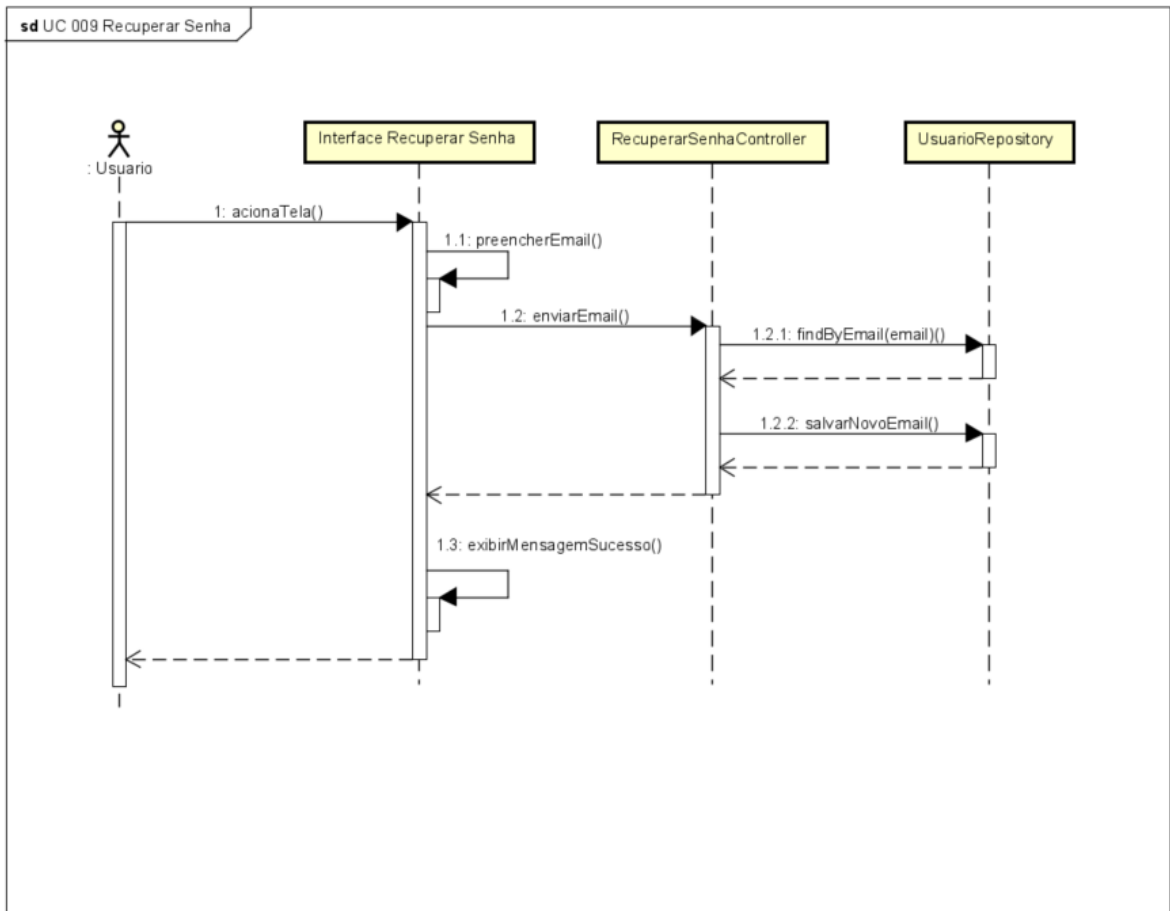 sd UC 009 Recuperar Senha
: Usuario
Interface Recuperar Senha
RecuperarSenhaController
UsuarioRepository
1: acionaTela()
1.1: preencherEmail()
1.2: enviarEmail()
1.2.1: findByEmail(email)()
1.2.2: salvarNovoEmail()
1.3: exibirMensagemSucesso()